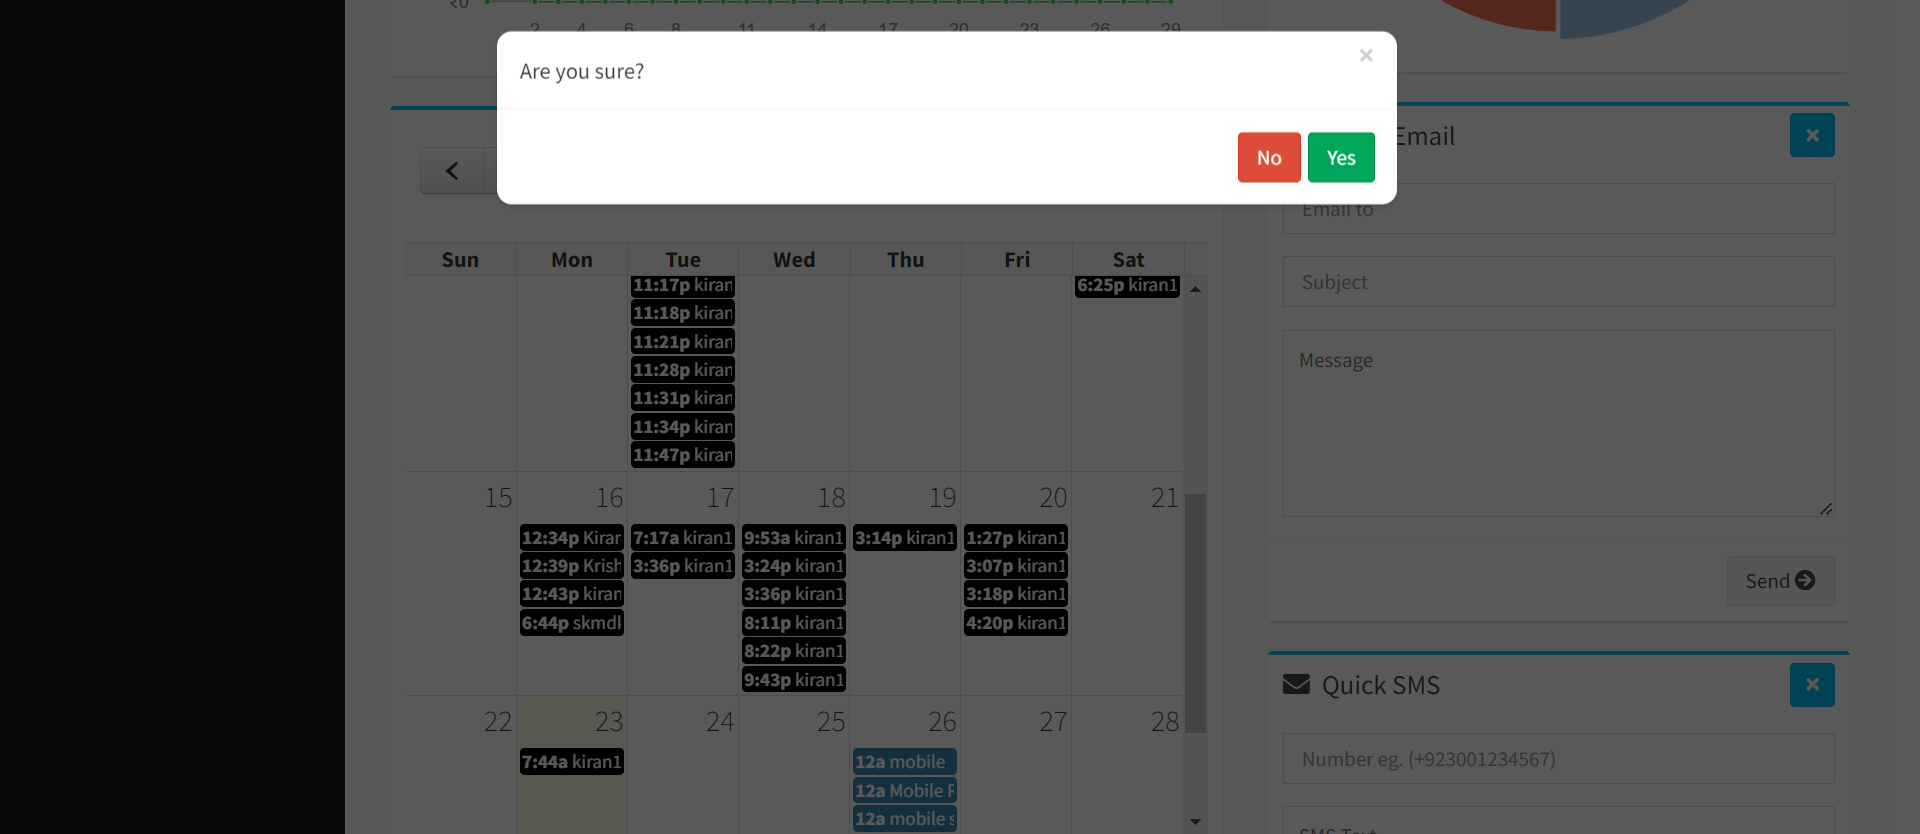 2 4 6 8 11 14 17 20 23 26 29
Are you sure?
×
No Yes
Email
Email to
Subject
Message
Send
Sun Mon Tue Wed Thu Fri Sat
11:17p kiran
6:25p kiran1
11:18p kiran
11:21p kiran
11:28p kiran
11:31p kiran
11:34p kiran
11:47p kiran
15 16 17 18 19 20 21
12:34p Kiran 7:17a kiran1 9:53a kiran1 3:14p kiran1 1:27p kiran1
12:39p Krish 3:36p kiran1 3:24p kiran1 3:07p kiran1
12:43p kiran 3:36p kiran1 3:18p kiran1
6:44p skmdk 8:11p kiran1 4:20p kiran1
8:22p kiran1
9:43p kiran1
22 23 24 25 26 27 28
7:44a kiran1 12a mobile
12a Mobile
12a mobile s
Quick SMS
Number eg. (+923001234567)
SMS Text